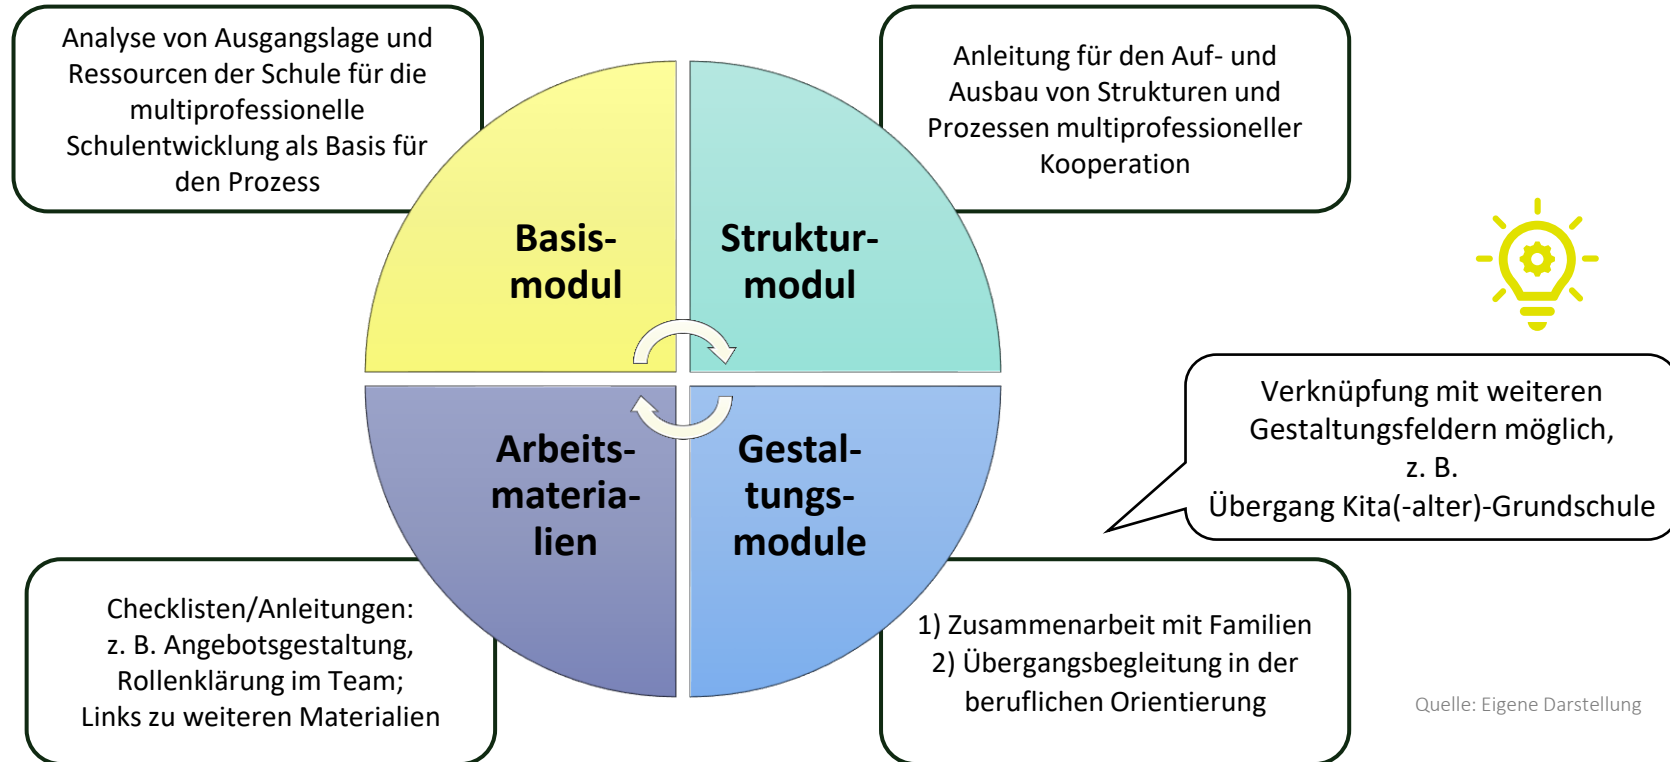 Analyse von Ausgangslage und
Ressourcen der Schule für die
multiprofessionelle
Schulentwicklung als Basis für
den Prozess
Anleitung für den Auf- und
Ausbau von Strukturen und
Prozessen multiprofessioneller
Kooperation
Basis-
modul
Struktur-
modul
Arbeits-
materia-
lien
Gestal-
tungs-
module
Verknüpfung mit weiteren
Gestaltungsfeldern möglich,
z. B.
Übergang Kita(-alter)-Grundschule
Checklisten/Anleitungen:
z. B. Angebotsgestaltung,
Rollenklärung im Team;
Links zu weiteren Materialien
1) Zusammenarbeit mit Familien
2) Übergangsbegleitung in der
beruflichen Orientierung
Quelle: Eigene Darstellung